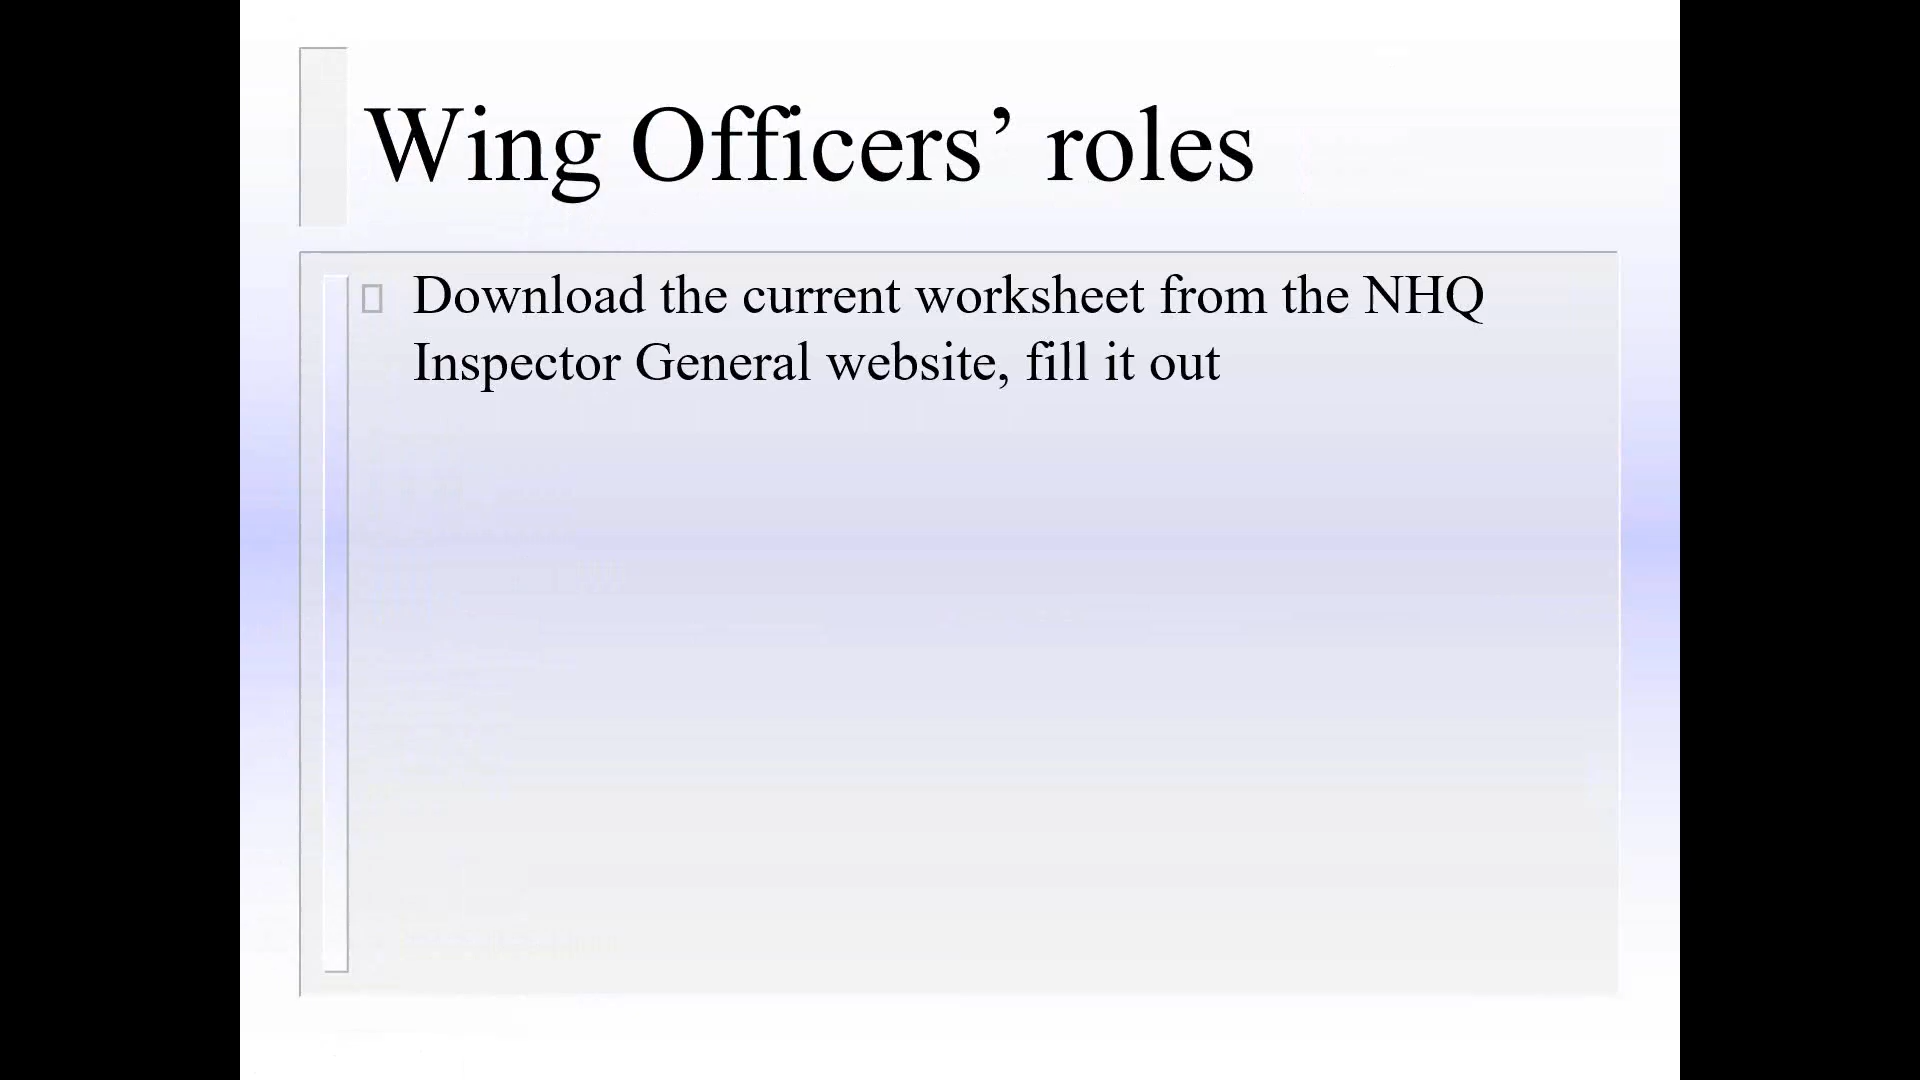 Wing Officers’ roles
Download the current worksheet from the NHQ
Inspector General website, fill it out